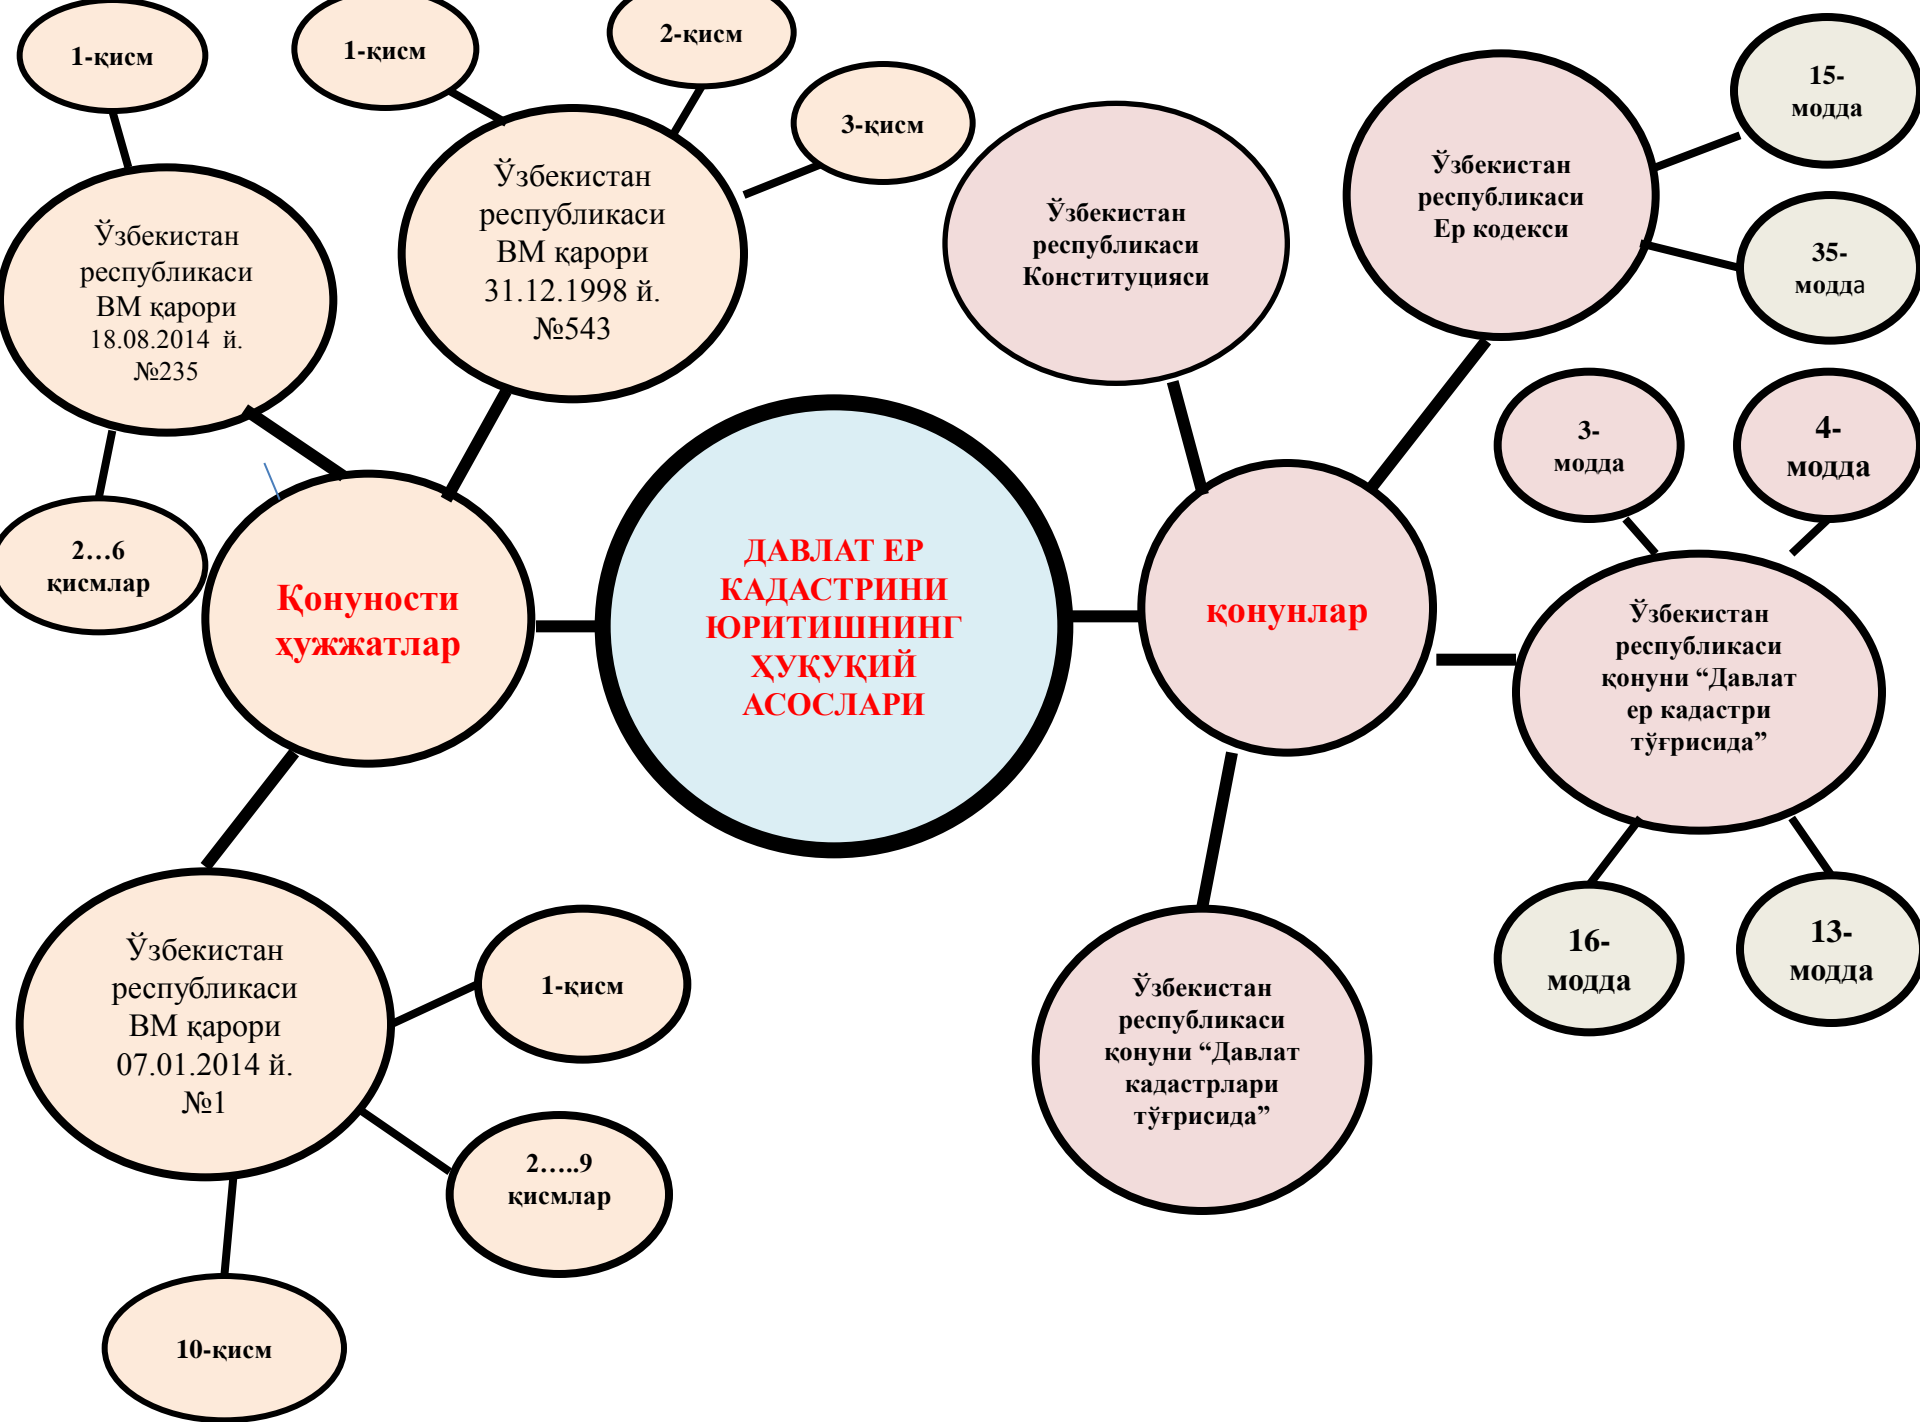 1-қисм
1-қисм
2-қисм
3-қисм
Ўзбекистан
республикаси
ВМ қарори
18.08.2014 й.
№235
Ўзбекистан
республикаси
ВМ қарори
31.12.1998 й.
№543
Ўзбекистан
республикаси
Конституцияси
Ўзбекистан
республикаси
Ер кодекси
15-
модда
35-
модда
3-
модда
4-
модда
2…6
қисмлар
Қонуности
ҳужжатлар
ДАВЛАТ ЕР
КАДАСТРИНИ
ЮРИТИШНИНГ
ҲУҚУҚИЙ
АСОСЛАРИ
қонунлар
Ўзбекистан
республикаси
қонуни “Давлат
ер кадастри
тўғрисида”
16-
модда
13-
модда
Ўзбекистан
республикаси
ВМ қарори
07.01.2014 й.
№1
1-қисм
2…..9
қисмлар
10-қисм
Ўзбекистан
республикаси
қонуни “Давлат
кадастрлари
тўғрисида”